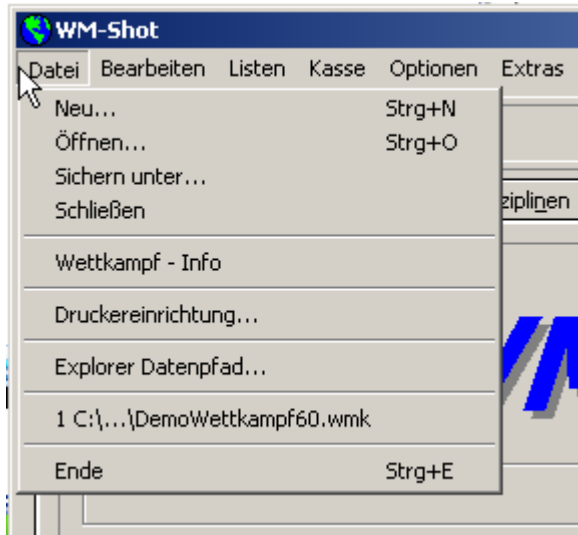 WM-Shot
Datei Bearbeiten Listen Kasse Optionen Extras
Neu... Strg+N
Öffnen... Strg+O
Sichern unter...
Schließen
ziplinen
Wettkampf - Info
Druckereinrichtung...
Explorer Datenpfad...
1 C:\...\DemoWettkampf60.wmk
Ende Strg+E